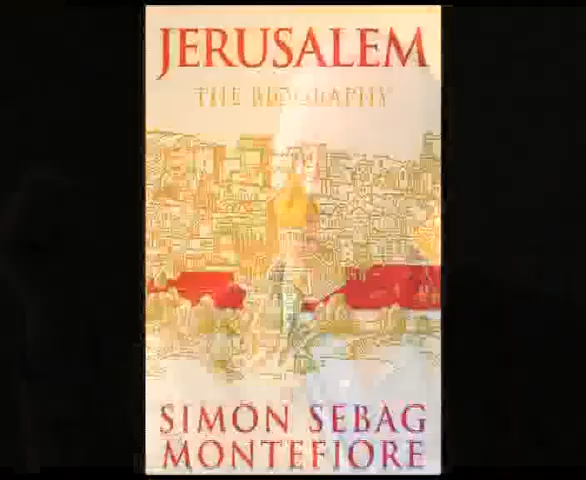 JERUSALEM
THE BIOGRAPHY
SIMON SEBAG
MONTEFIORE